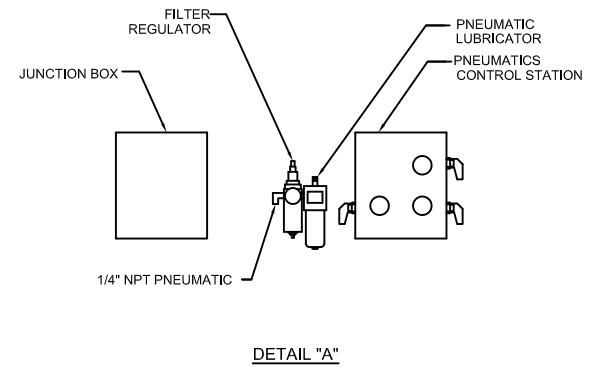 FILTER
REGULATOR
PNEUMATIC
LUBRICATOR
JUNCTION BOX
PNEUMATICS
CONTROL STATION
1/4" NPT PNEUMATIC
DETAIL "A"